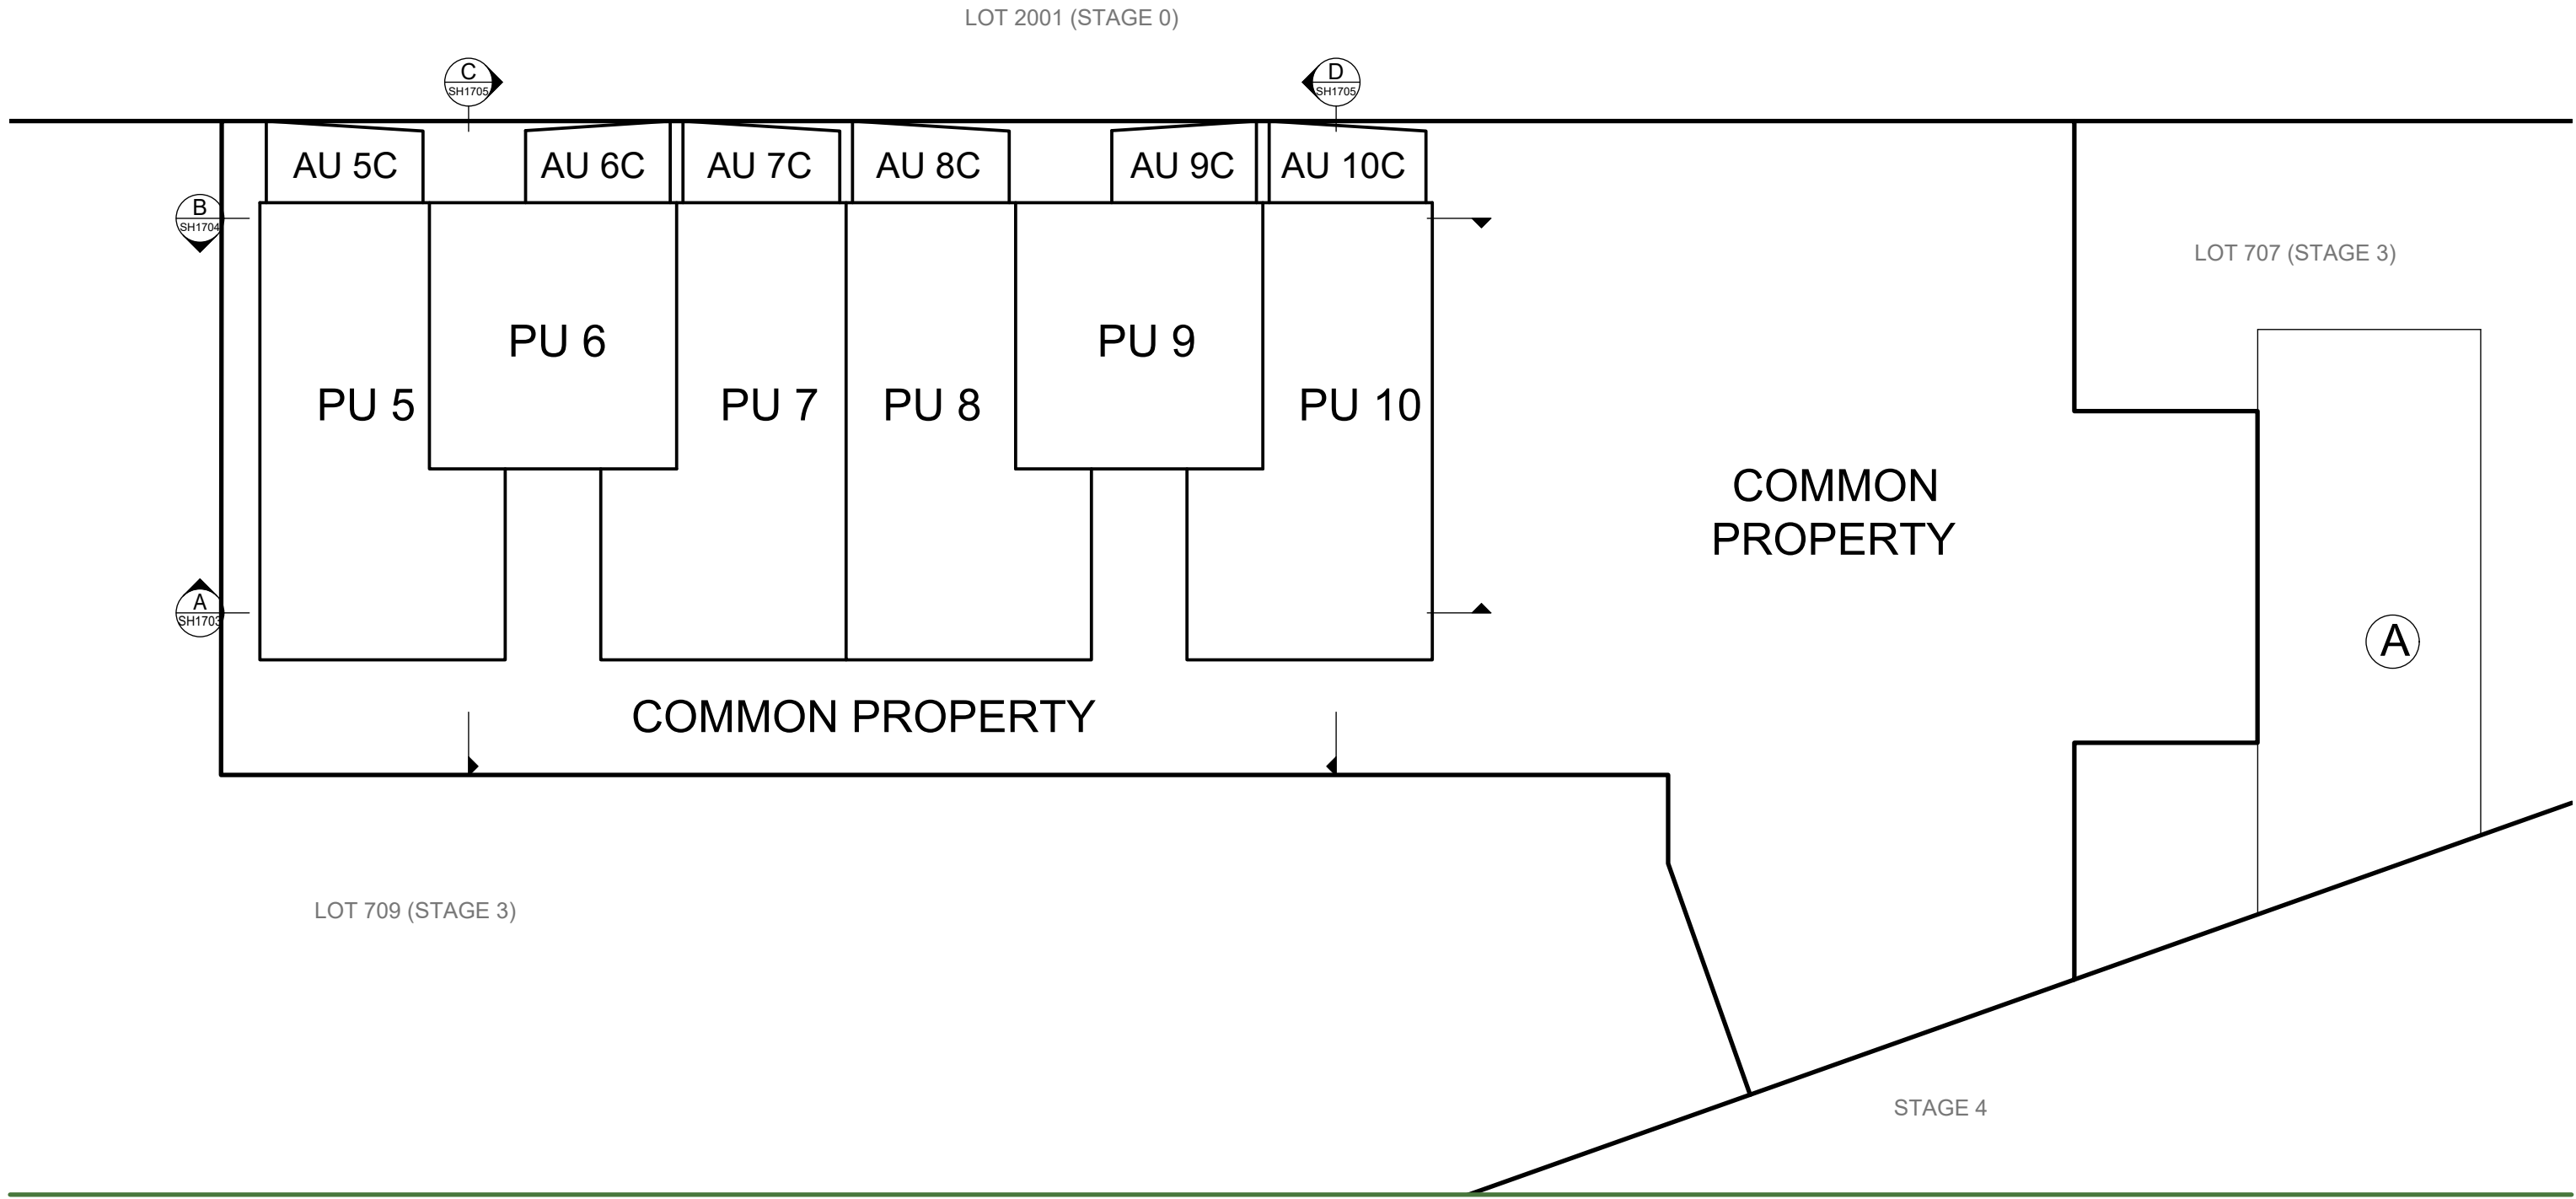 LOT 2001 (STAGE 0)
C
SH1705
D
SH1705
AU 5C
AU 6C
AU 7C
AU 8C
AU 9C
AU 10C
B
SH1704
LOT 707 (STAGE 3)
PU 6
PU 9
PU 5
PU 7
PU 8
PU 10
COMMON
PROPERTY
A
SH1703
A
COMMON PROPERTY
LOT 709 (STAGE 3)
STAGE 4